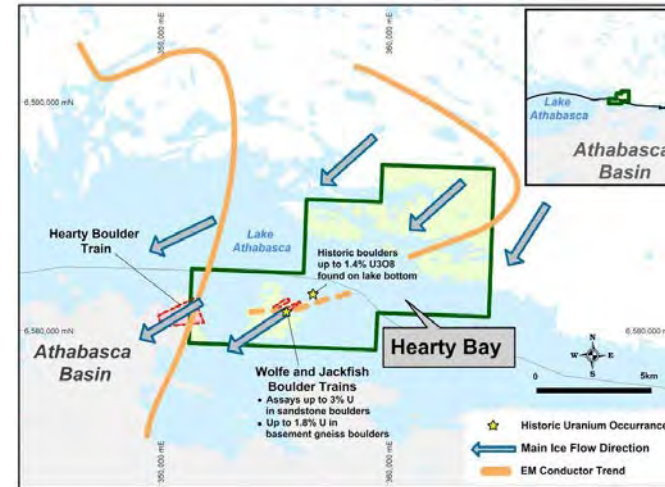 350,000 mE
360,000 mE
6,590,000 mN
Lake
Athabasca
Athabasca
Basin
Hearty Boulder
Train
Lake
Athabasca
Historic boulders
up to 1.4% U3O8
found on lake bottom
6,580,000 mN
6,580,000 m
Hearty Bay
Athabasca
Basin
Wolfe and Jackfish
Boulder Trains
• Assays up to 3% U
in sandstone boulders
• Up to 1.8% U in
basement gneiss boulders
N
W
E
S
0
5km
Historic Uranium Occurrance
Main Ice Flow Direction
EM Conductor Trend
350,000 mE
360,000 mE